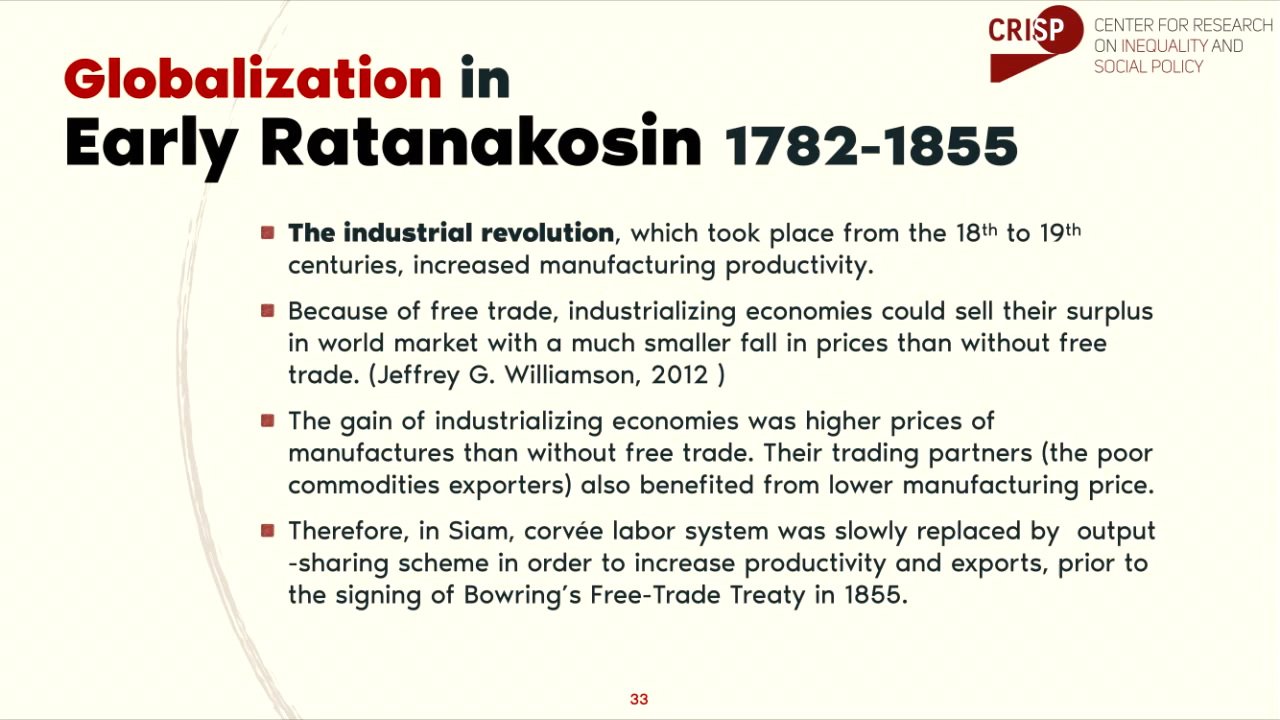 CRISP
CENTER FOR RESEARCH
ON INEQUALITY AND
SOCIAL POLICY
Globalization in
Early Ratanakosin 1782-1855
The industrial revolution, which took place from the 18th to 19th
centuries, increased manufacturing productivity.
Because of free trade, industrializing economies could sell their surplus
in world market with a much smaller fall in prices than without free
trade. (Jeffrey G. Williamson, 2012 )
The gain of industrializing economies was higher prices of
manufactures than without free trade. Their trading partners (the poor
commodities exporters) also benefited from lower manufacturing price.
Therefore, in Siam, corvée labor system was slowly replaced by  output
-sharing scheme in order to increase productivity and exports, prior to
the signing of Bowring’s Free-Trade Treaty in 1855.
33